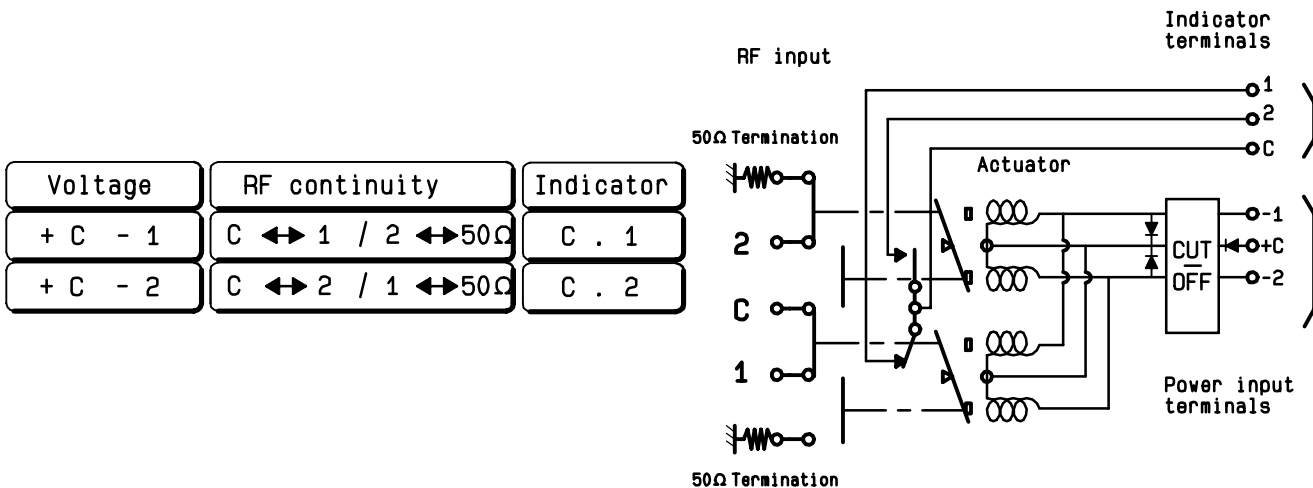 Voltage RF continuity Indicator
+ C - 1 C ↔ 1 / 2 ↔ 50Ω C . 1
+ C - 2 C ↔ 2 / 1 ↔ 50Ω C . 2
RF input
Indicator
terminals
1
2
C
50Ω Termination
Actuator
2
C
1
50Ω Termination
CUT
OFF
-1
+C
-2
Power input
terminals